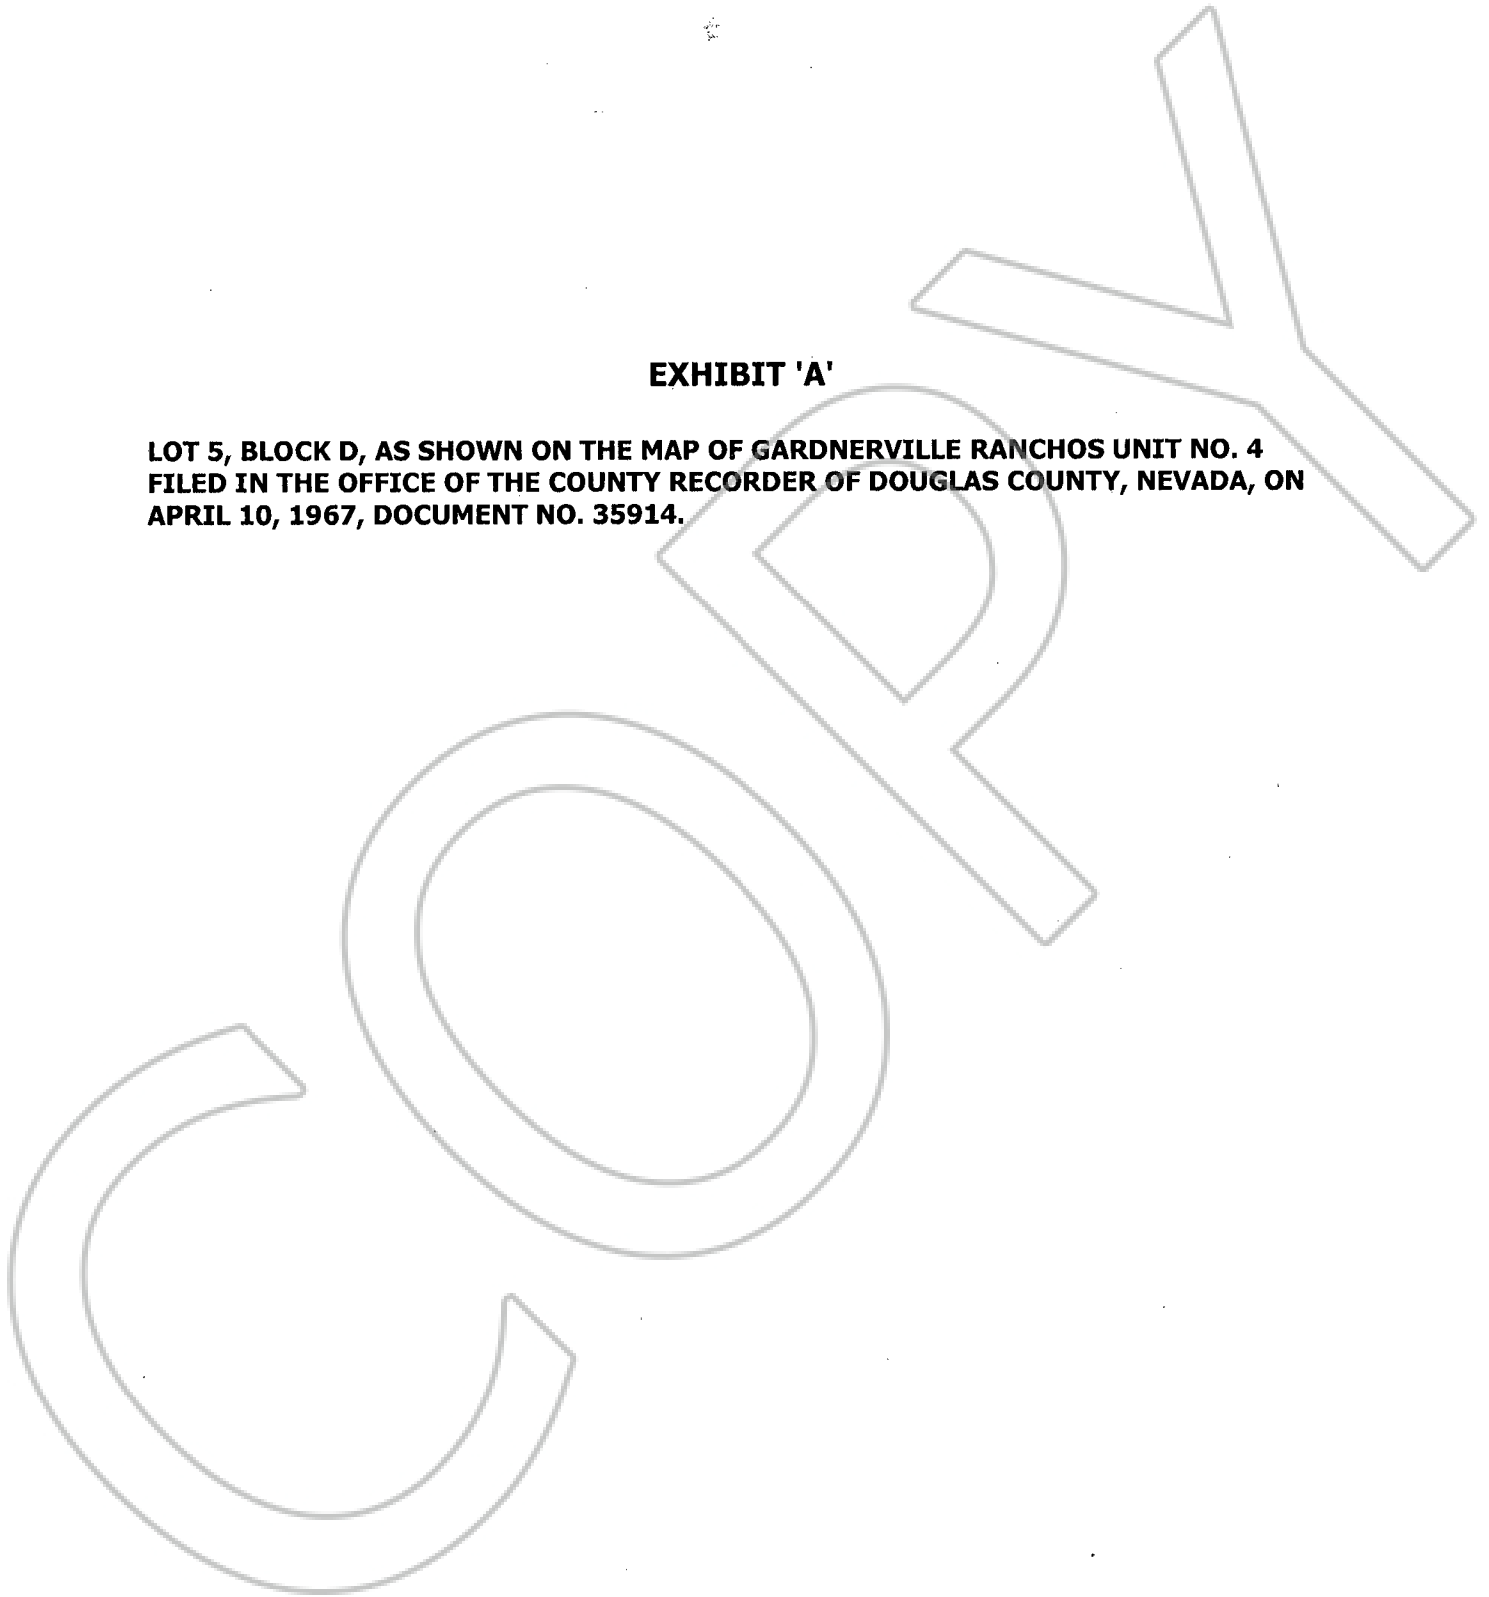 EXHIBIT 'A'
LOT 5, BLOCK D, AS SHOWN ON THE MAP OF GARDNERVILLE RANCHOS UNIT NO. 4
FILED IN THE OFFICE OF THE COUNTY RECORDER OF DOUGLAS COUNTY, NEVADA, ON
APRIL 10, 1967, DOCUMENT NO. 35914.
COPY